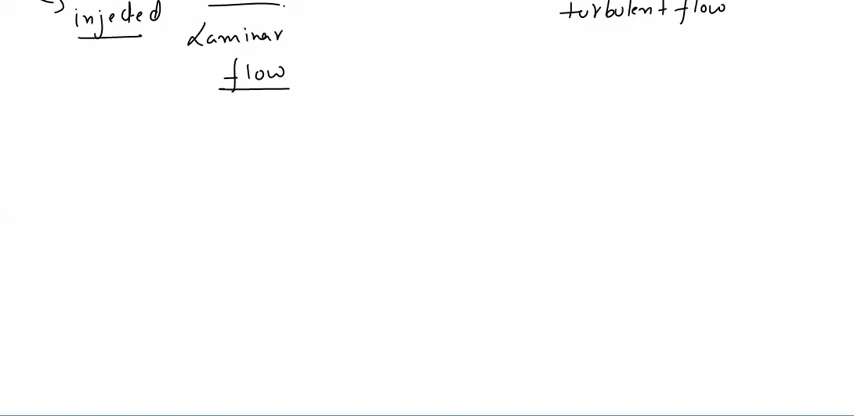 injected
Laminar
flow
turbulent flow